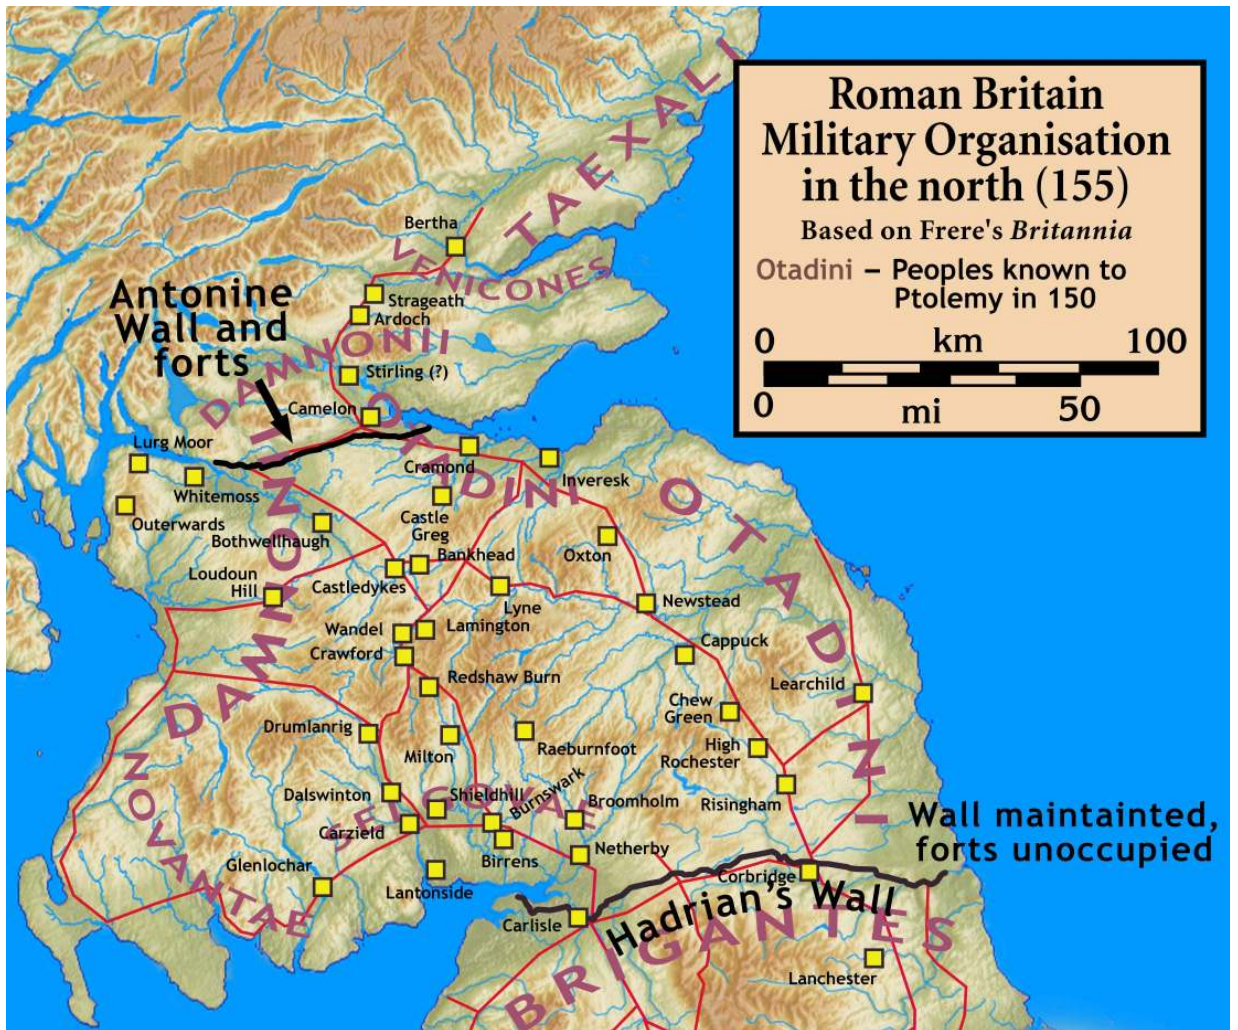 Roman Britain
Military Organisation
in the north (155)
Based on Frere's Britannia
Otadini – Peoples known to
Ptolemy in 150
0 km 100
0 mi 50
TAEXALI
Bertha
VENICONES
Antonine
Wall and
forts
Strageath
Ardoch
DAMNONII
Stirling (?)
Camelon
OTADINI
Lurg Moor
Cramond
Inveresk
Whitemoss
Castle
Greg
OTADINI
Outerwards
Bothwellhaugh
Oxton
Bankhead
Loudoun
Hill
Castledykes
Lyne
Newstead
DAMNONII
Wandel
Lamington
Crawford
Cappuck
Redshaw Burn
Learchild
Chew
Green
Drumlanrig
Milton
Raeburnfoot
High
Rochester
NOVANTAE
Dalswinton
Shieldhill
Burnswark
Broomholm
Risingham
SELGOVAE
Carzield
Wall maintainted,
forts unoccupied
Birrens
Netherby
Glenlochar
Lantonside
Corbridge
Hadrian's Wall
Carlisle
BRIGANTES
Lanchester